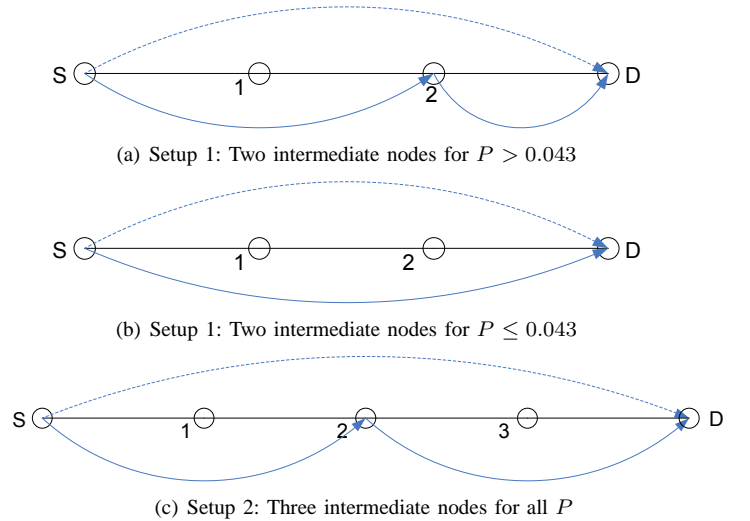 S 1 2 D
(a) Setup 1: Two intermediate nodes for P > 0.043
S 1 2 D
(b) Setup 1: Two intermediate nodes for P ≤ 0.043
S 1 2 3 D
(c) Setup 2: Three intermediate nodes for all P